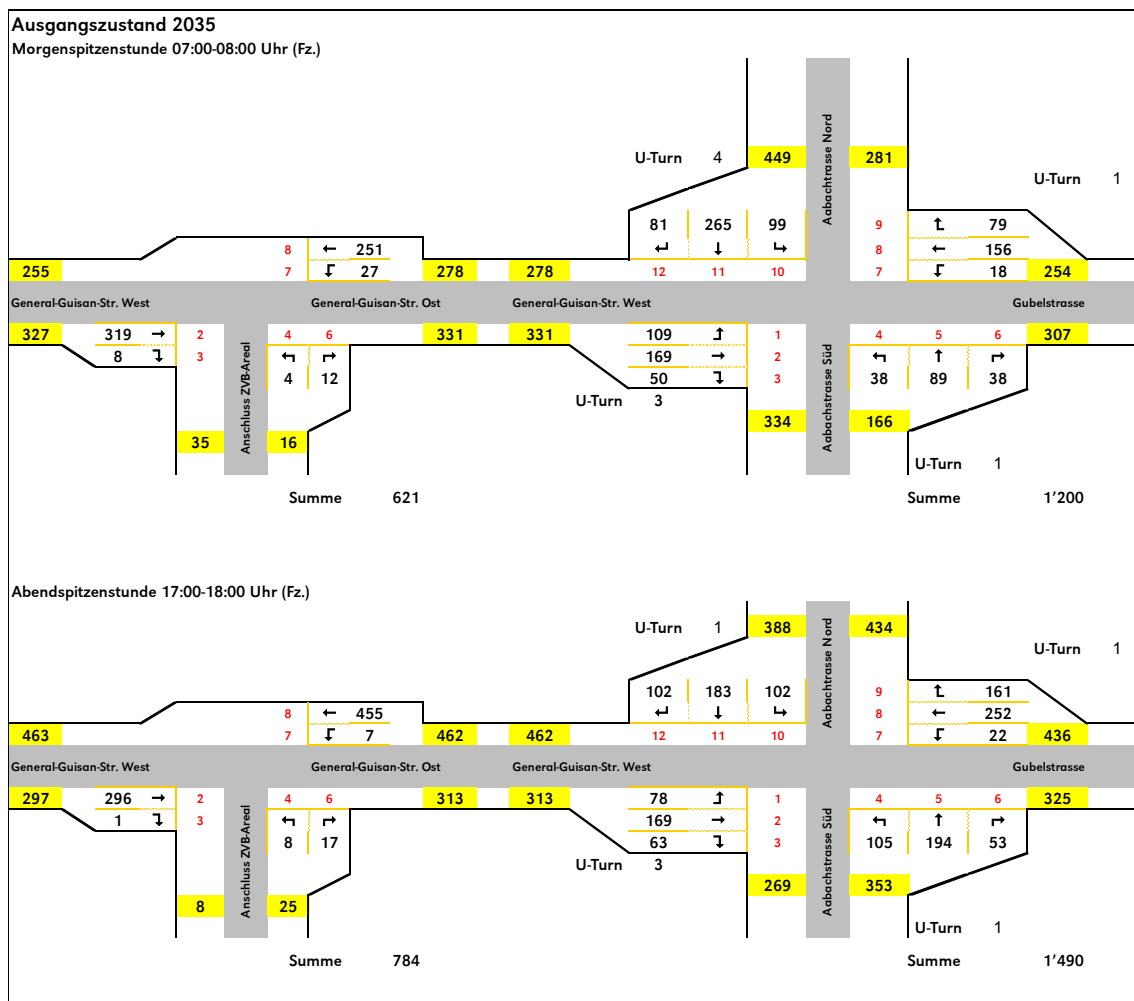 Ausgangszustand 2035
Morgenspitzenstunde 07:00-08:00 Uhr (Fz.)
U-Turn 4 449 Aabachtrasse Nord 281
U-Turn 1
81 265 99 9 79
8 251 8 156
255 7 27 278 278 12 11 10 7 18 254
General-Guisan-Str. West General-Guisan-Str. Ost General-Guisan-Str. West Gubelstrasse
327 319 2 4 6 331 331 109 1 4 5 6 307
8 3 169 2
4 12 50 3 38 89 38
U-Turn 3
Anschluss ZVB-Areal
Aabachstrasse Süd
35 16 334 166
U-Turn 1
Summe 621 Summe 1'200
Abendspitzenstunde 17:00-18:00 Uhr (Fz.)
U-Turn 1 388 Aabachtrasse Nord 434
U-Turn 1
102 183 102 9 161
8 455 8 252
463 7 7 462 462 12 11 10 7 22 436
General-Guisan-Str. West General-Guisan-Str. Ost General-Guisan-Str. West Gubelstrasse
297 296 2 4 6 313 313 78 1 4 5 6 325
1 3 169 2
8 17 63 3 105 194 53
U-Turn 3
Anschluss ZVB-Areal
Aabachstrasse Süd
8 25 269 353
U-Turn 1
Summe 784 Summe 1'490